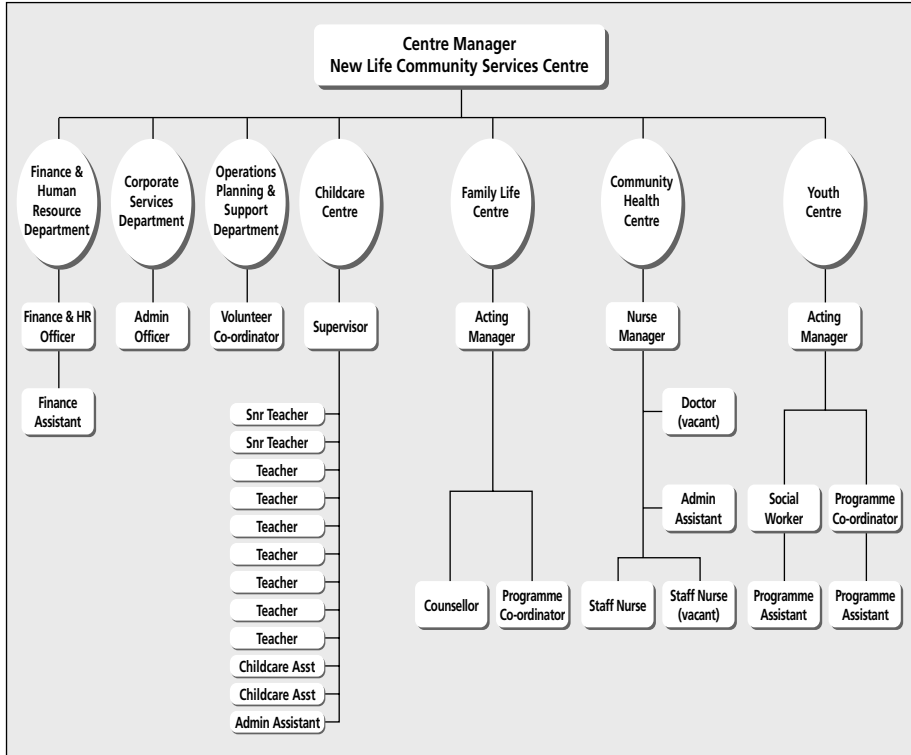 Centre Manager
New Life Community Services Centre
Finance &
Human
Resource
Department
Corporate
Services
Department
Operations
Planning &
Support
Department
Childcare
Centre
Family Life
Centre
Community
Health
Centre
Youth
Centre
Finance & HR
Officer
Admin
Officer
Volunteer
Co-ordinator
Supervisor
Acting
Manager
Nurse
Manager
Acting
Manager
Finance
Assistant
Snr Teacher
Snr Teacher
Teacher
Teacher
Teacher
Teacher
Teacher
Teacher
Teacher
Childcare Asst
Childcare Asst
Admin Assistant
Counsellor
Programme
Co-ordinator
Doctor
(vacant)
Admin
Assistant
Staff Nurse
Staff Nurse
(vacant)
Social
Worker
Programme
Co-ordinator
Programme
Assistant
Programme
Assistant